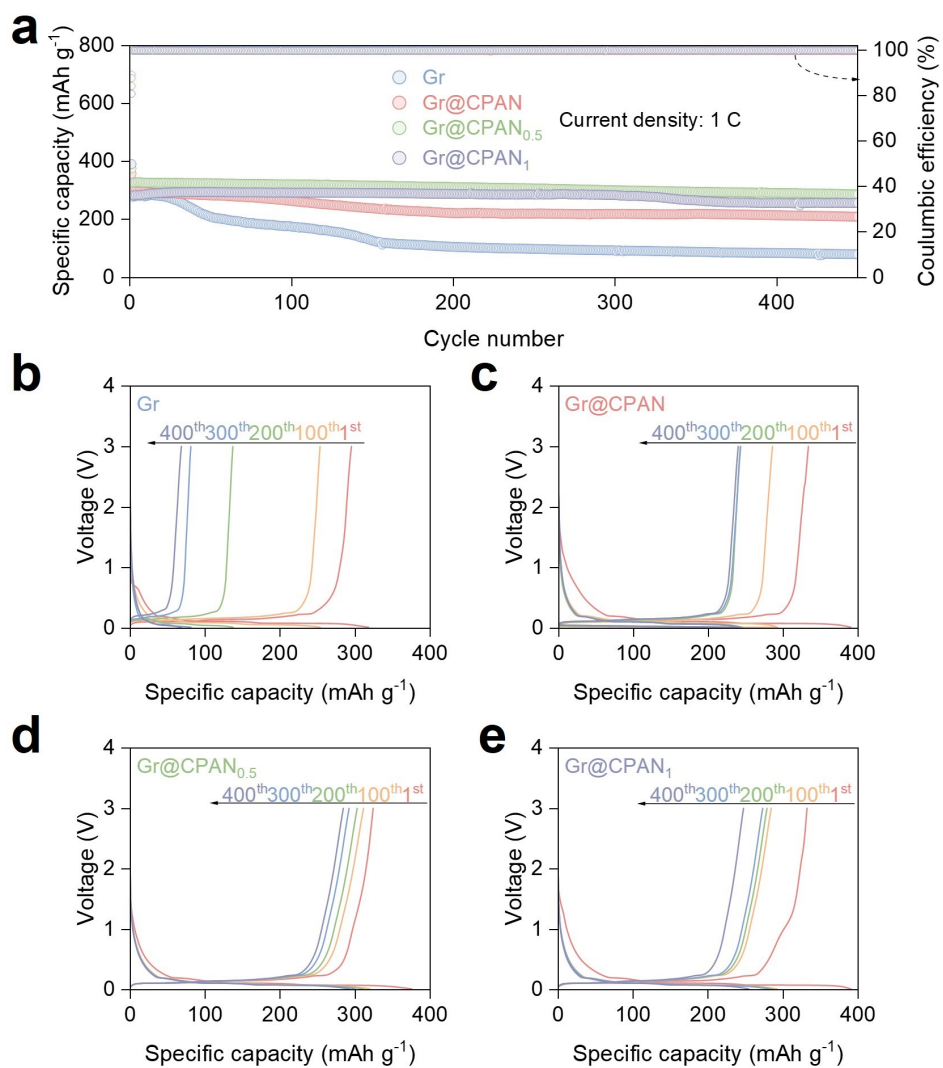 a
Specific capacity (mAh g⁻¹)
800
600
400
200
0
Gr
Gr@CPAN
Gr@CPAN₀.₅
Gr@CPAN₁
Current density: 1 C
100
80
60
40
20
0
Coulumbic efficiency (%)
0 100 200 300 400
Cycle number
b
Gr
400ᵗʰ300ᵗʰ200ᵗʰ100ᵗʰ1ˢᵗ
Voltage (V)
4
3
2
1
0
0 100 200 300 400
Specific capacity (mAh g⁻¹)
c
Gr@CPAN
400ᵗʰ300ᵗʰ200ᵗʰ100ᵗʰ1ˢᵗ
Voltage (V)
4
3
2
1
0
0 100 200 300 400
Specific capacity (mAh g⁻¹)
d
Gr@CPAN₀.₅
400ᵗʰ300ᵗʰ200ᵗʰ100ᵗʰ1ˢᵗ
Voltage (V)
4
3
2
1
0
0 100 200 300 400
Specific capacity (mAh g⁻¹)
e
Gr@CPAN₁
400ᵗʰ300ᵗʰ200ᵗʰ100ᵗʰ1ˢᵗ
Voltage (V)
4
3
2
1
0
0 100 200 300 400
Specific capacity (mAh g⁻¹)